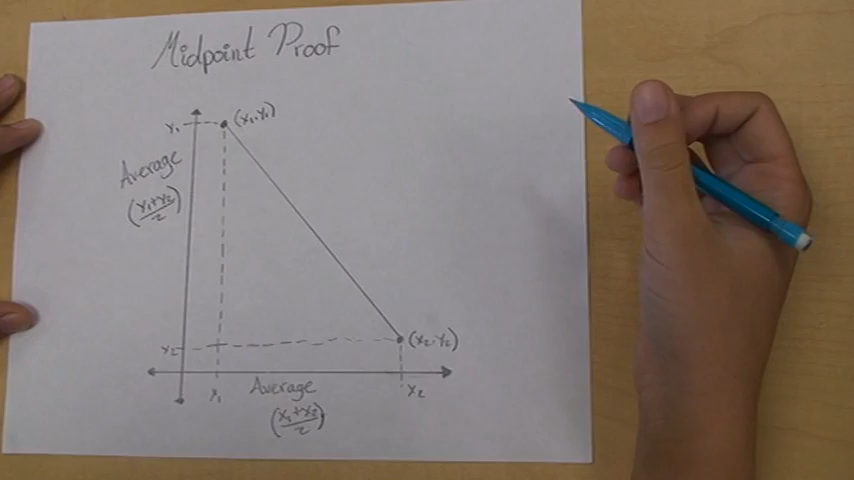 Midpoint Proof
Y₁
(X₁,Y₁)
Average
(Y₁+Y₂/2)
Y₂
(X₂,Y₂)
X₁
Average
X₂
(X₁+X₂/2)